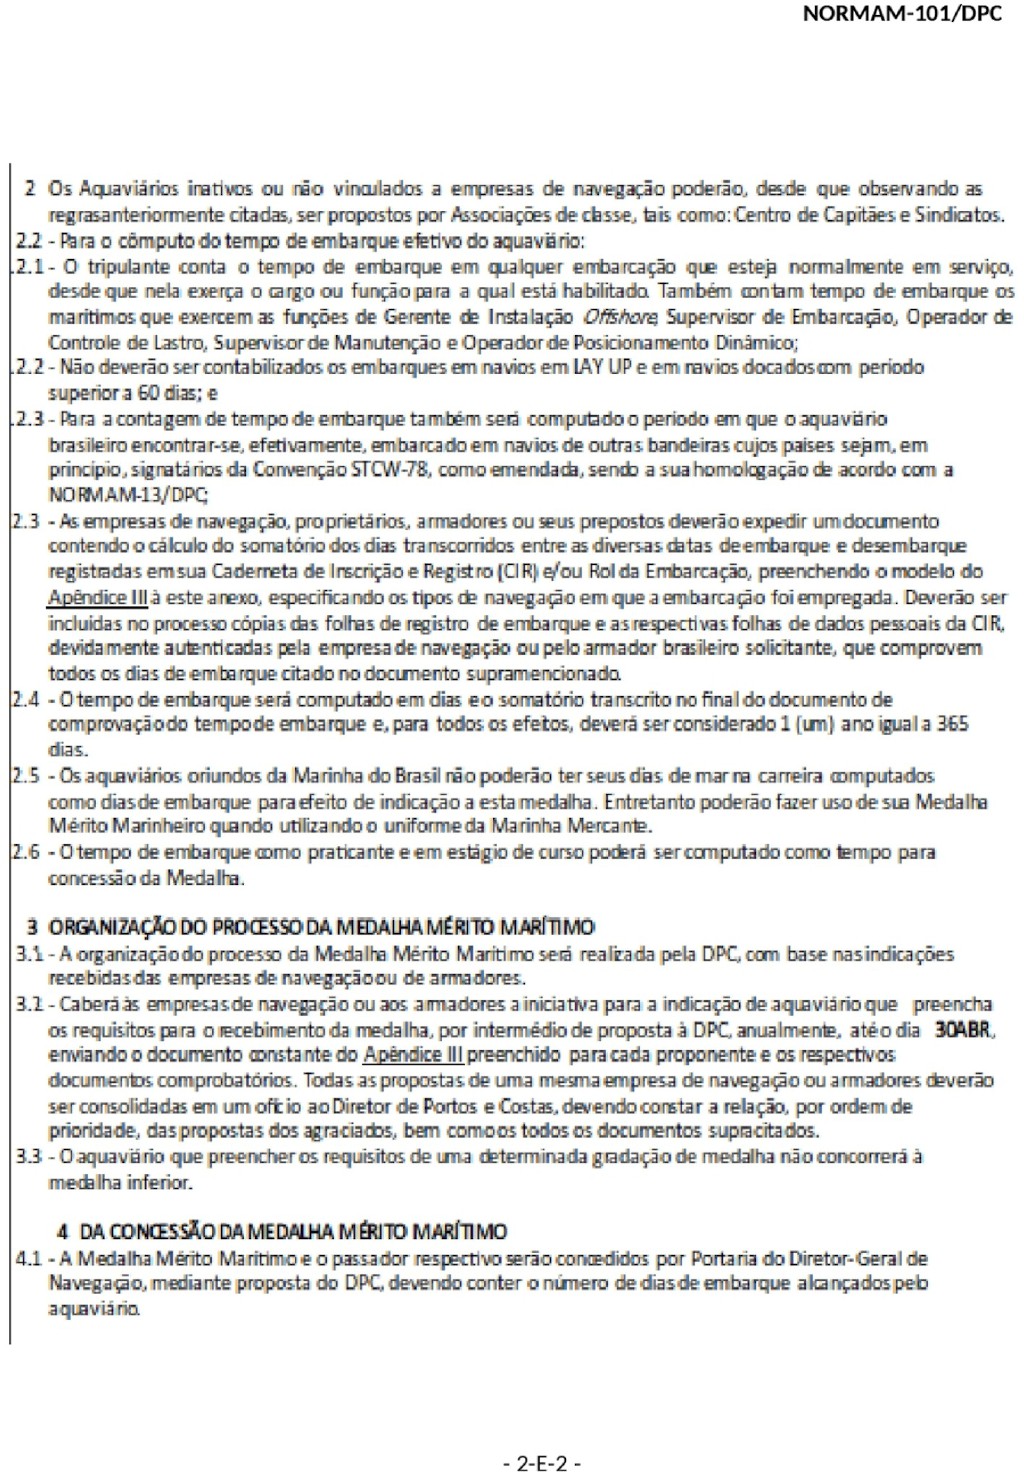 NORMAM-101/DPC
2 Os Aquaviários inativos ou não vinculados a empresas de navegação poderão, desde que observando as
regrasanteriormente citadas, ser propostos por Associações de classe, tais como: Centro de Capitães e Sindicatos.
2.2 - Para o cômputo do tempo de embarque efetivo do aquaviário:
.2.1 - O tripulante conta o tempo de embarque em qualquer embarcação que esteja normalmente em serviço,
desde que nela exerça o cargo ou função para a qual está habilitado. Também contam tempo de embarque os
marítimos que exercem as funções de Gerente de Instalação Offshore, Supervisor de Embarcação, Operador de
Controle de Lastro, Supervisor de Manutenção e Operador de Posicionamento Dinâmico;
.2.2 - Não deverão ser contabilizados os embarques em navios em LAY UP e em navios docados com período
superior a 60 dias; e
.2.3 - Para a contagem de tempo de embarque também será computado o período em que o aquaviário
brasileiro encontrar-se, efetivamente, embarcado em navios de outras bandeiras cujos países sejam, em
princípio, signatários da Convenção STCW-78, como emendada, sendo a sua homologação de acordo com a
NORMAM-13/DPC;
2.3 - As empresas de navegação, proprietários, armadores ou seus prepostos deverão expedir um documento
contendo o cálculo do somatório dos dias transcorridos entre as diversas datas de embarque e desembarque
registradas em sua Caderneta de Inscrição e Registro (CIR) e/ou Rol da Embarcação, preenchendo o modelo do
Apêndice III à este anexo, especificando os tipos de navegação em que a embarcação foi empregada. Deverão ser
incluídas no processo cópias das folhas de registro de embarque e as respectivas folhas de dados pessoais da CIR,
devidamente autenticadas pela empresa de navegação ou pelo armador brasileiro solicitante, que comprovem
todos os dias de embarque citado no documento supramencionado.
2.4 - O tempo de embarque será computado em dias e o somatório transcrito no final do documento de
comprovação do tempo de embarque e, para todos os efeitos, deverá ser considerado 1 (um) ano igual a 365
dias.
2.5 - Os aquaviários oriundos da Marinha do Brasil não poderão ter seus dias de mar na carreira computados
como dias de embarque para efeito de indicação a esta medalha. Entretanto poderão fazer uso de sua Medalha
Mérito Marinheiro quando utilizando o uniforme da Marinha Mercante.
2.6 - O tempo de embarque como praticante e em estágio de curso poderá ser computado como tempo para
concessão da Medalha.
3 ORGANIZAÇÃO DO PROCESSO DA MEDALHA MÉRITO MARÍTIMO
3.1 - A organização do processo da Medalha Mérito Marítimo será realizada pela DPC, com base nas indicações
recebidas das empresas de navegação ou de armadores.
3.2 - Caberá às empresas de navegação ou aos armadores a iniciativa para a indicação de aquaviário que preencha
os requisitos para o recebimento da medalha, por intermédio de proposta à DPC, anualmente, até o dia 30ABR,
enviando o documento constante do Apêndice III preenchido para cada proponente e os respectivos
documentos comprobatórios. Todas as propostas de uma mesma empresa de navegação ou armadores deverão
ser consolidadas em um ofício ao Diretor de Portos e Costas, devendo constar a relação, por ordem de
prioridade, das propostas dos agraciados, bem como os todos os documentos supracitados.
3.3 - O aquaviário que preencher os requisitos de uma determinada gradação de medalha não concorrerá à
medalha inferior.
4 DA CONCESSÃO DA MEDALHA MÉRITO MARÍTIMO
4.1 - A Medalha Mérito Marítimo e o passador respectivo serão concedidos por Portaria do Diretor-Geral de
Navegação, mediante proposta do DPC, devendo conter o número de dias de embarque alcançados pelo
aquaviário.
- 2-E-2 -